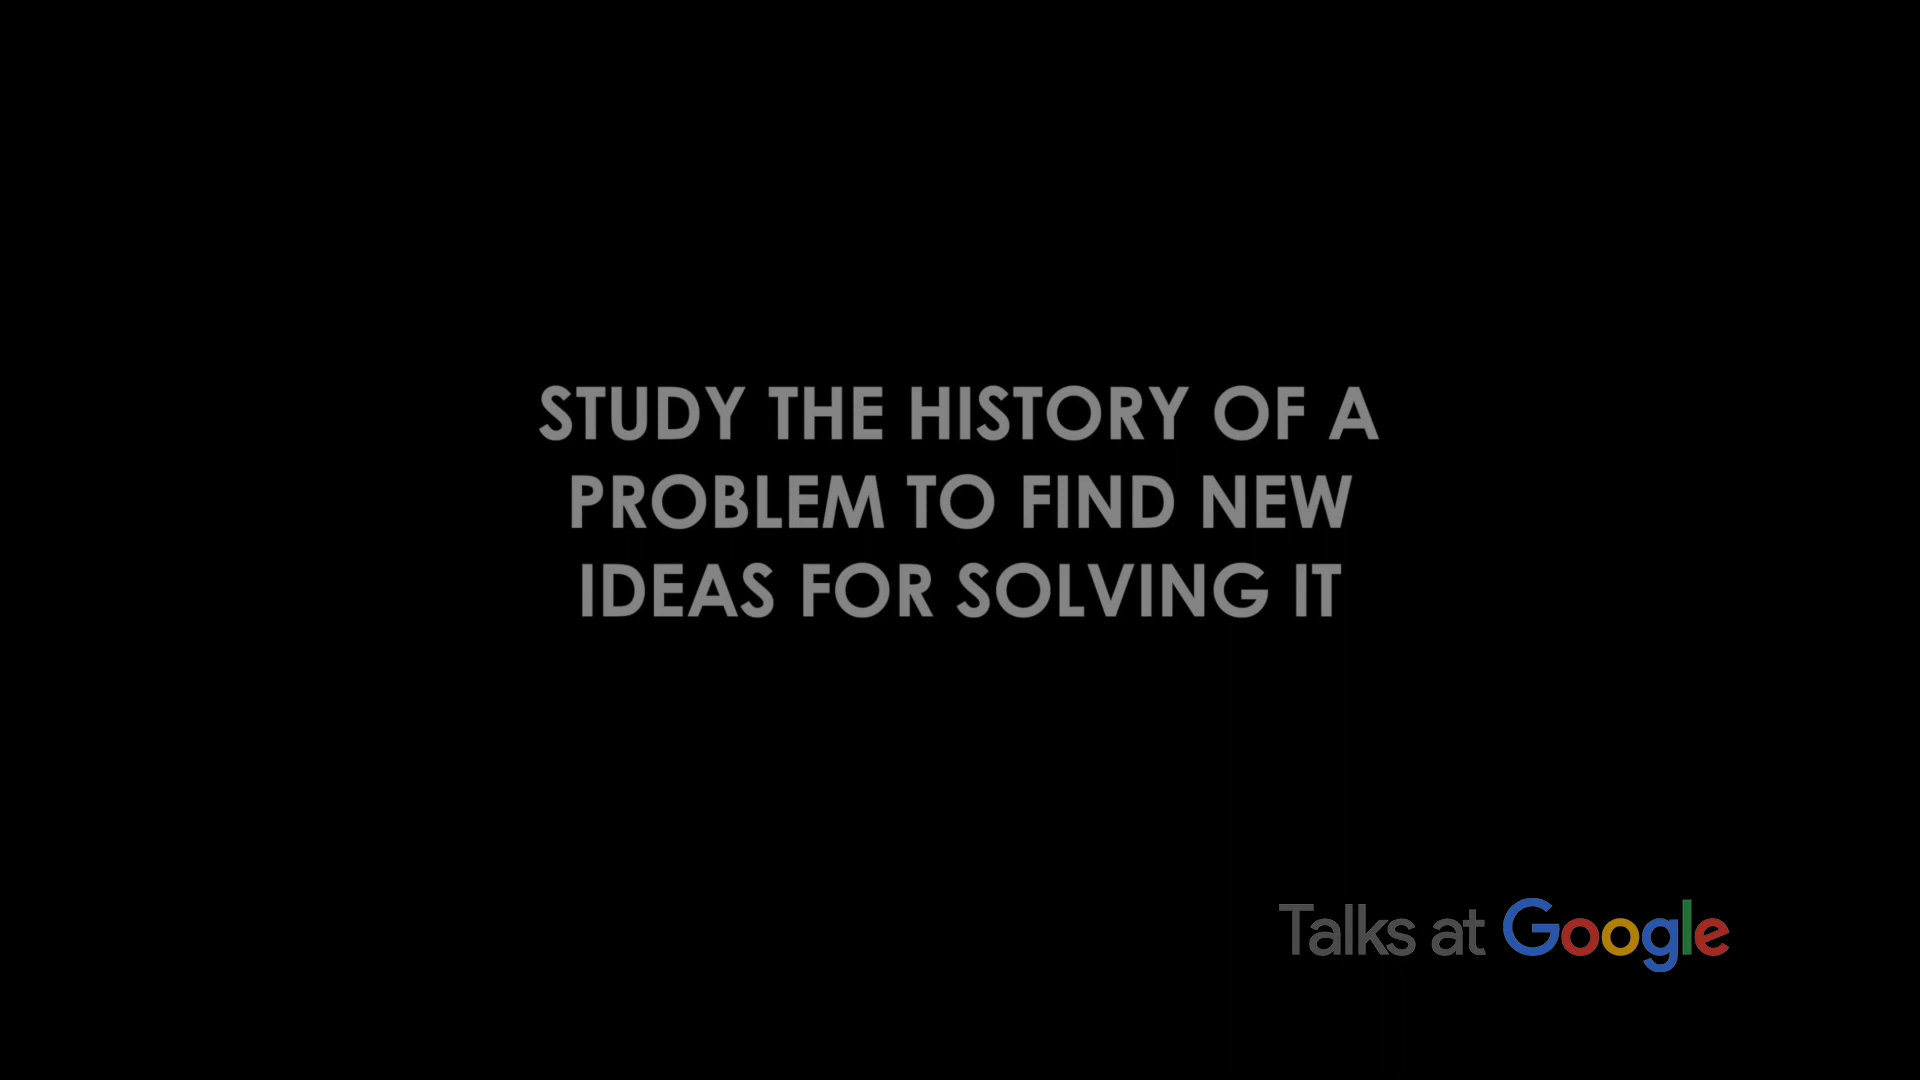 STUDY THE HISTORY OF A
PROBLEM TO FIND NEW
IDEAS FOR SOLVING IT
Talks at Google